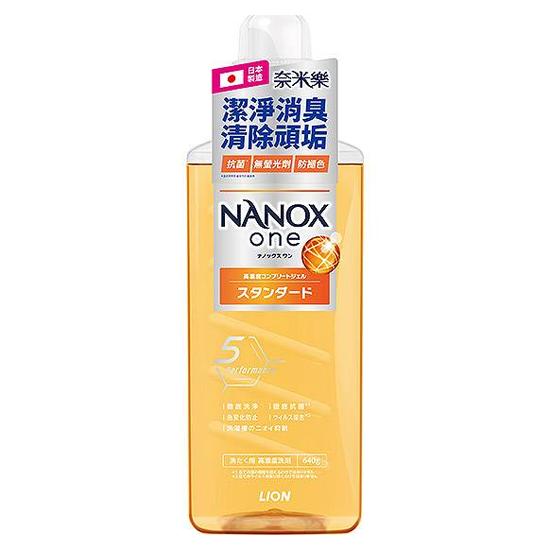 日本
製造
奈米樂
潔淨消臭
清除頑垢
抗菌 無螢光劑 防褪色
NANOX
one
ナノックス ワン
高濃度コンプリートジェル
スタンダード
5
Performance
徹底洗浄 徹底抗菌
色変化防止 ウイルス除去
洗濯槽のニオイ抑制
洗たく用 高濃度洗剤 640g
LION